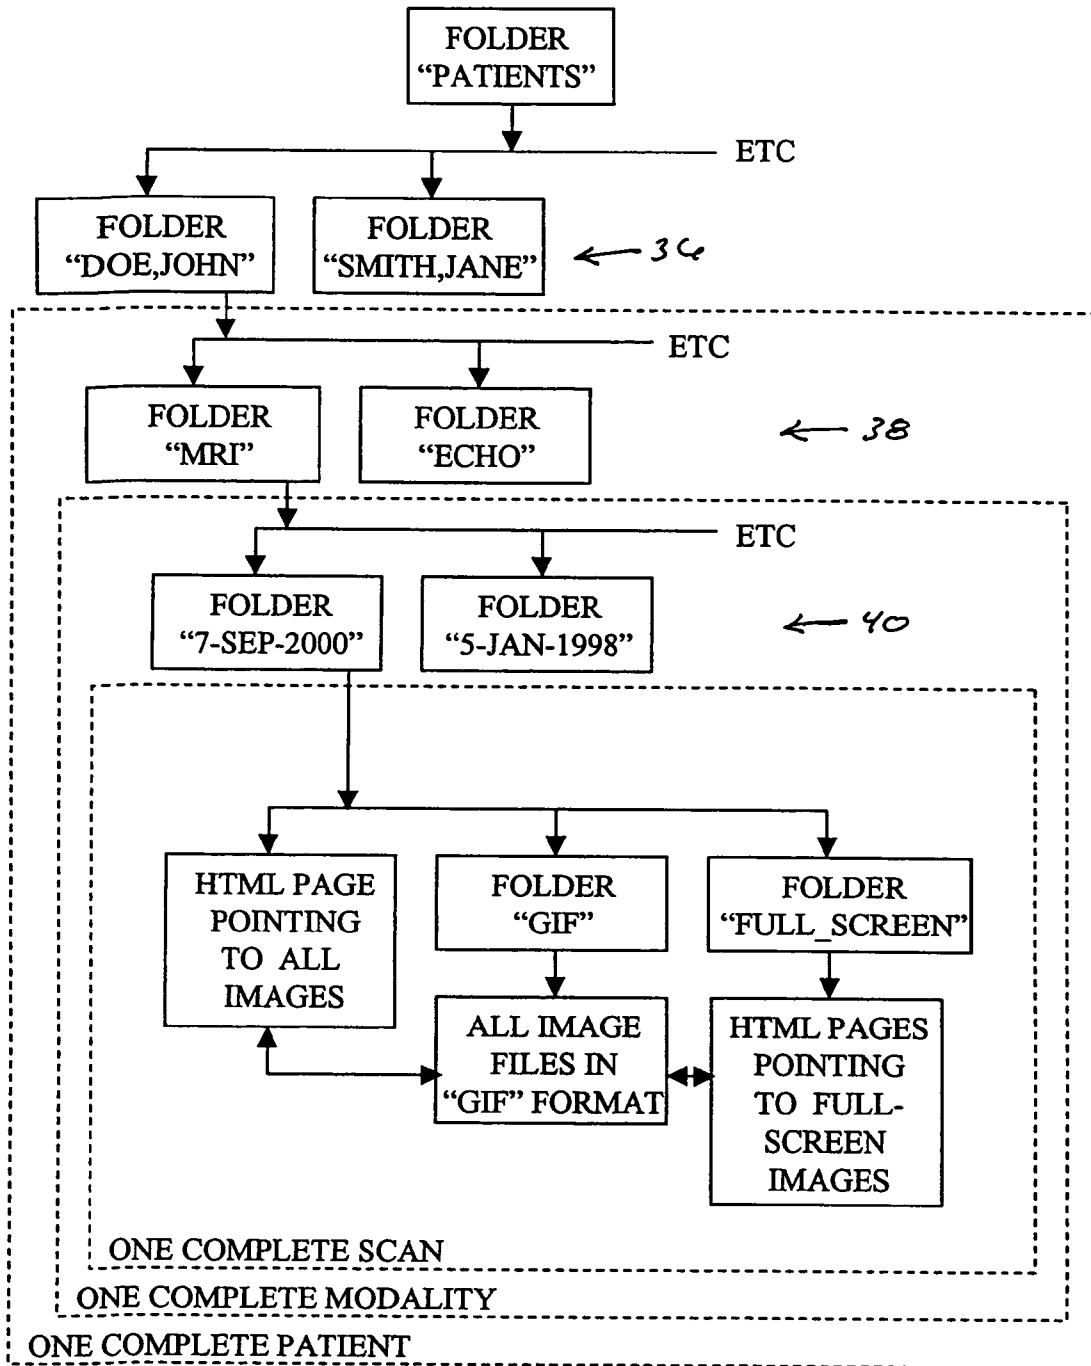 FOLDER
“PATIENTS”
ETC
FOLDER
“DOE,JOHN”
FOLDER
“SMITH,JANE”
36
ETC
FOLDER
“MRI”
FOLDER
“ECHO”
38
ETC
FOLDER
“7-SEP-2000”
FOLDER
“5-JAN-1998”
40
HTML PAGE
POINTING
TO ALL
IMAGES
FOLDER
“GIF”
FOLDER
“FULL_SCREEN”
ALL IMAGE
FILES IN
“GIF” FORMAT
HTML PAGES
POINTING
TO FULL-
SCREEN
IMAGES
ONE COMPLETE SCAN
ONE COMPLETE MODALITY
ONE COMPLETE PATIENT